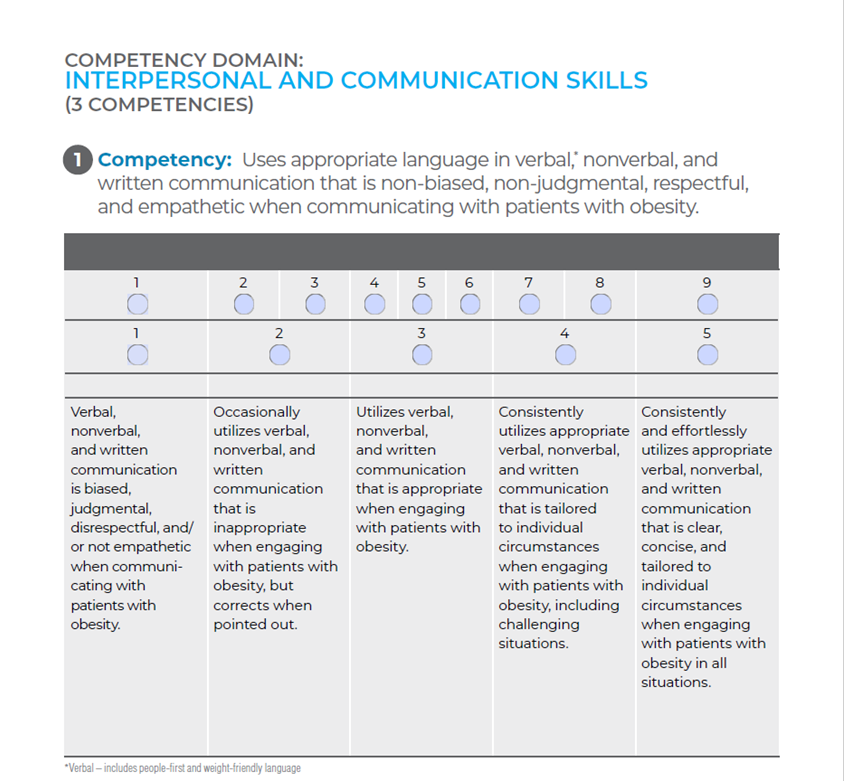 COMPETENCY DOMAIN:
INTERPERSONAL AND COMMUNICATION SKILLS
(3 COMPETENCIES)
1 Competency: Uses appropriate language in verbal,* nonverbal, and
written communication that is non-biased, non-judgmental, respectful,
and empathetic when communicating with patients with obesity.
1 2 3 4 5 6 7 8 9
1 2 3 4 5
Verbal,
nonverbal,
and written
communication
is biased,
judgmental,
disrespectful, and/
or not empathetic
when communi-
cating with
patients with
obesity.
Occasionally
utilizes verbal,
nonverbal, and
written
communication
that is
inappropriate
when engaging
with patients with
obesity, but
corrects when
pointed out.
Utilizes verbal,
nonverbal,
and written
communication
that is appropriate
when engaging
with patients with
obesity.
Consistently
utilizes appropriate
verbal, nonverbal,
and written
communication
that is tailored
to individual
circumstances
when engaging
with patients with
obesity, including
challenging
situations.
Consistently
and effortlessly
utilizes appropriate
verbal, nonverbal,
and written
communication
that is clear,
concise, and
tailored to
individual
circumstances
when engaging
with patients with
obesity in all
situations.
*Verbal – includes people-first and weight-friendly language